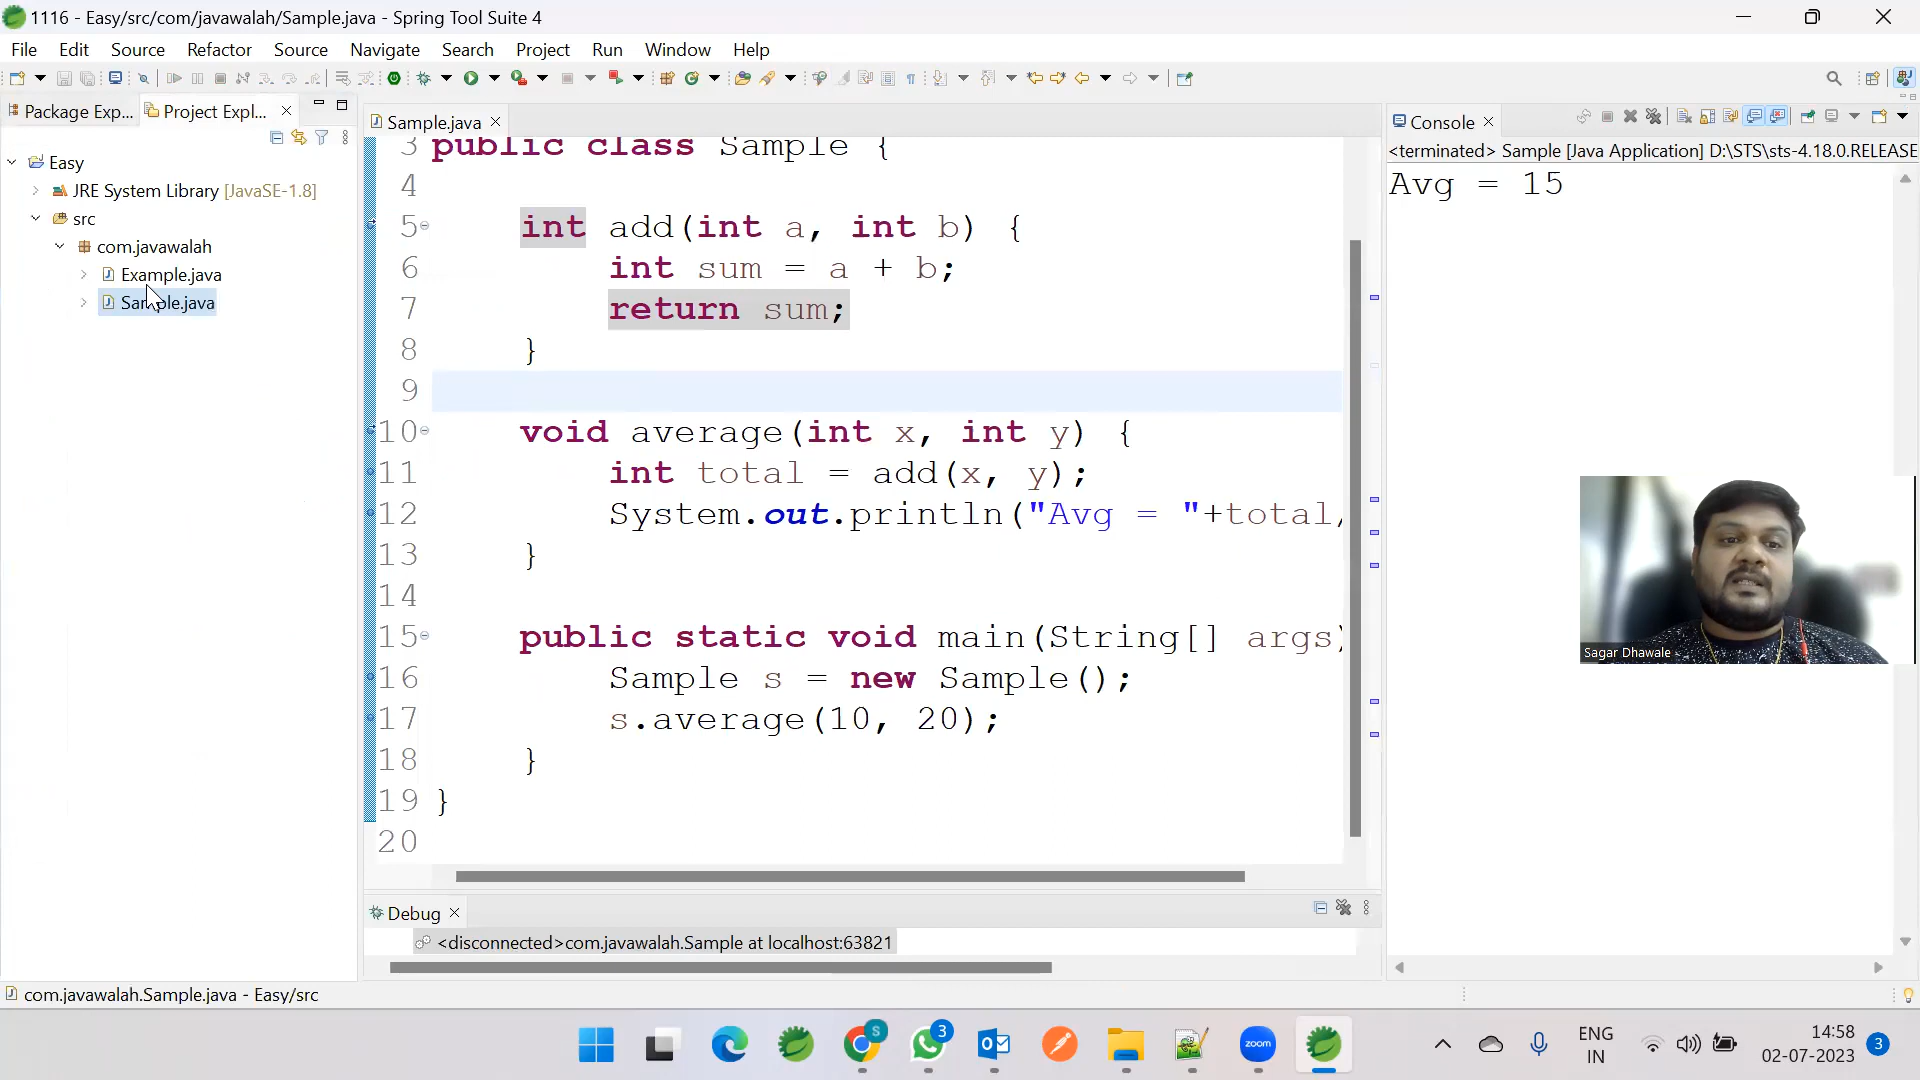 1116 - Easy/src/com/javawalah/Sample.java - Spring Tool Suite 4
File Edit Source Refactor Source Navigate Search Project Run Window Help
Package Exp... Project Expl...
Easy
JRE System Library [JavaSE-1.8]
src
com.javawalah
Example.java
Sample.java
Sample.java
3 public class Sample {
4
5 int add(int a, int b) {
6 int sum = a + b;
7 return sum;
8 }
9
10 void average(int x, int y) {
11 int total = add(x, y);
12 System.out.println("Avg = "+total/
13 }
14
15 public static void main(String[] args)
16 Sample s = new Sample();
17 s.average(10, 20);
18 }
19 }
20
Debug
<disconnected>com.javawalah.Sample at localhost:63821
Console
<terminated> Sample [Java Application] D:\STS\sts-4.18.0.RELEASE
Avg = 15
Sagar Dhawale
com.javawalah.Sample.java - Easy/src
S
3
zoom
ENG
IN
14:58
02-07-2023
3